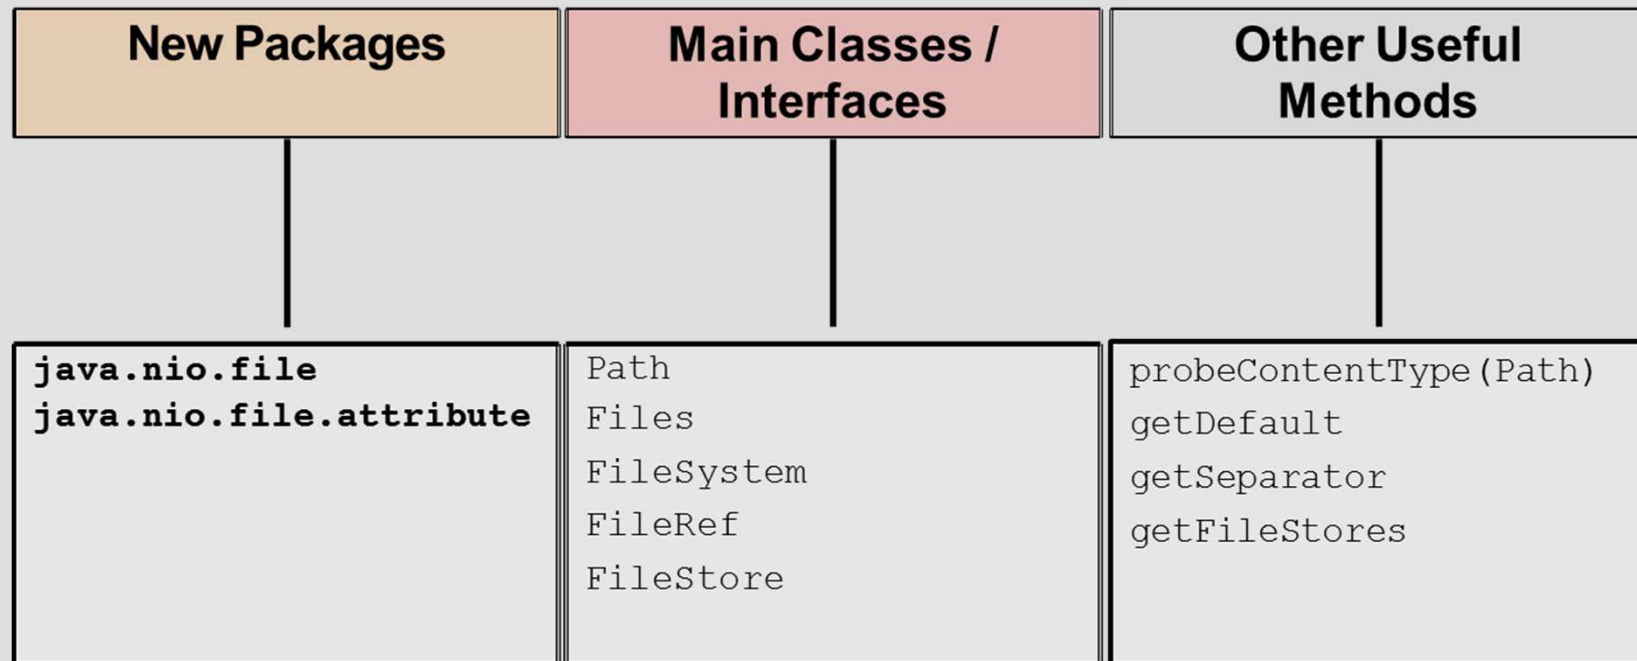 New Packages
Main Classes /
Interfaces
Other Useful
Methods
java.nio.file
java.nio.file.attribute
Path
Files
FileSystem
FileRef
FileStore
probeContentType(Path)
getDefault
getSeparator
getFileStores